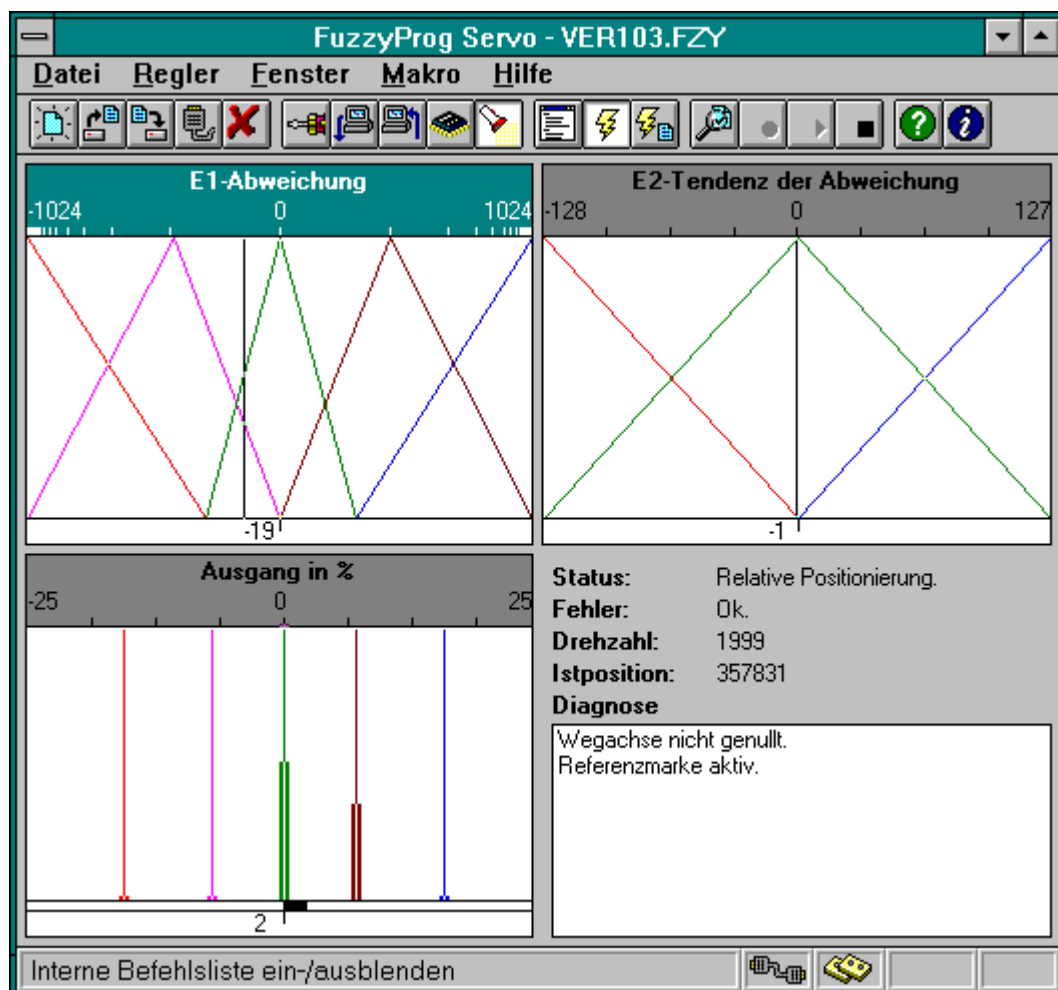 FuzzyProg Servo - VER103.FZY
Datei Regler Fenster Makro Hilfe
E1-Abweichung
-1024 0 1024
-19
E2-Tendenz der Abweichung
-128 0 127
-1
Ausgang in %
-25 0 25
2
Status: Relative Positionierung.
Fehler: Ok.
Drehzahl: 1999
Istposition: 357831
Diagnose
Wegachse nicht genullt.
Referenzmarke aktiv.
Interne Befehlsliste ein-/ausblenden